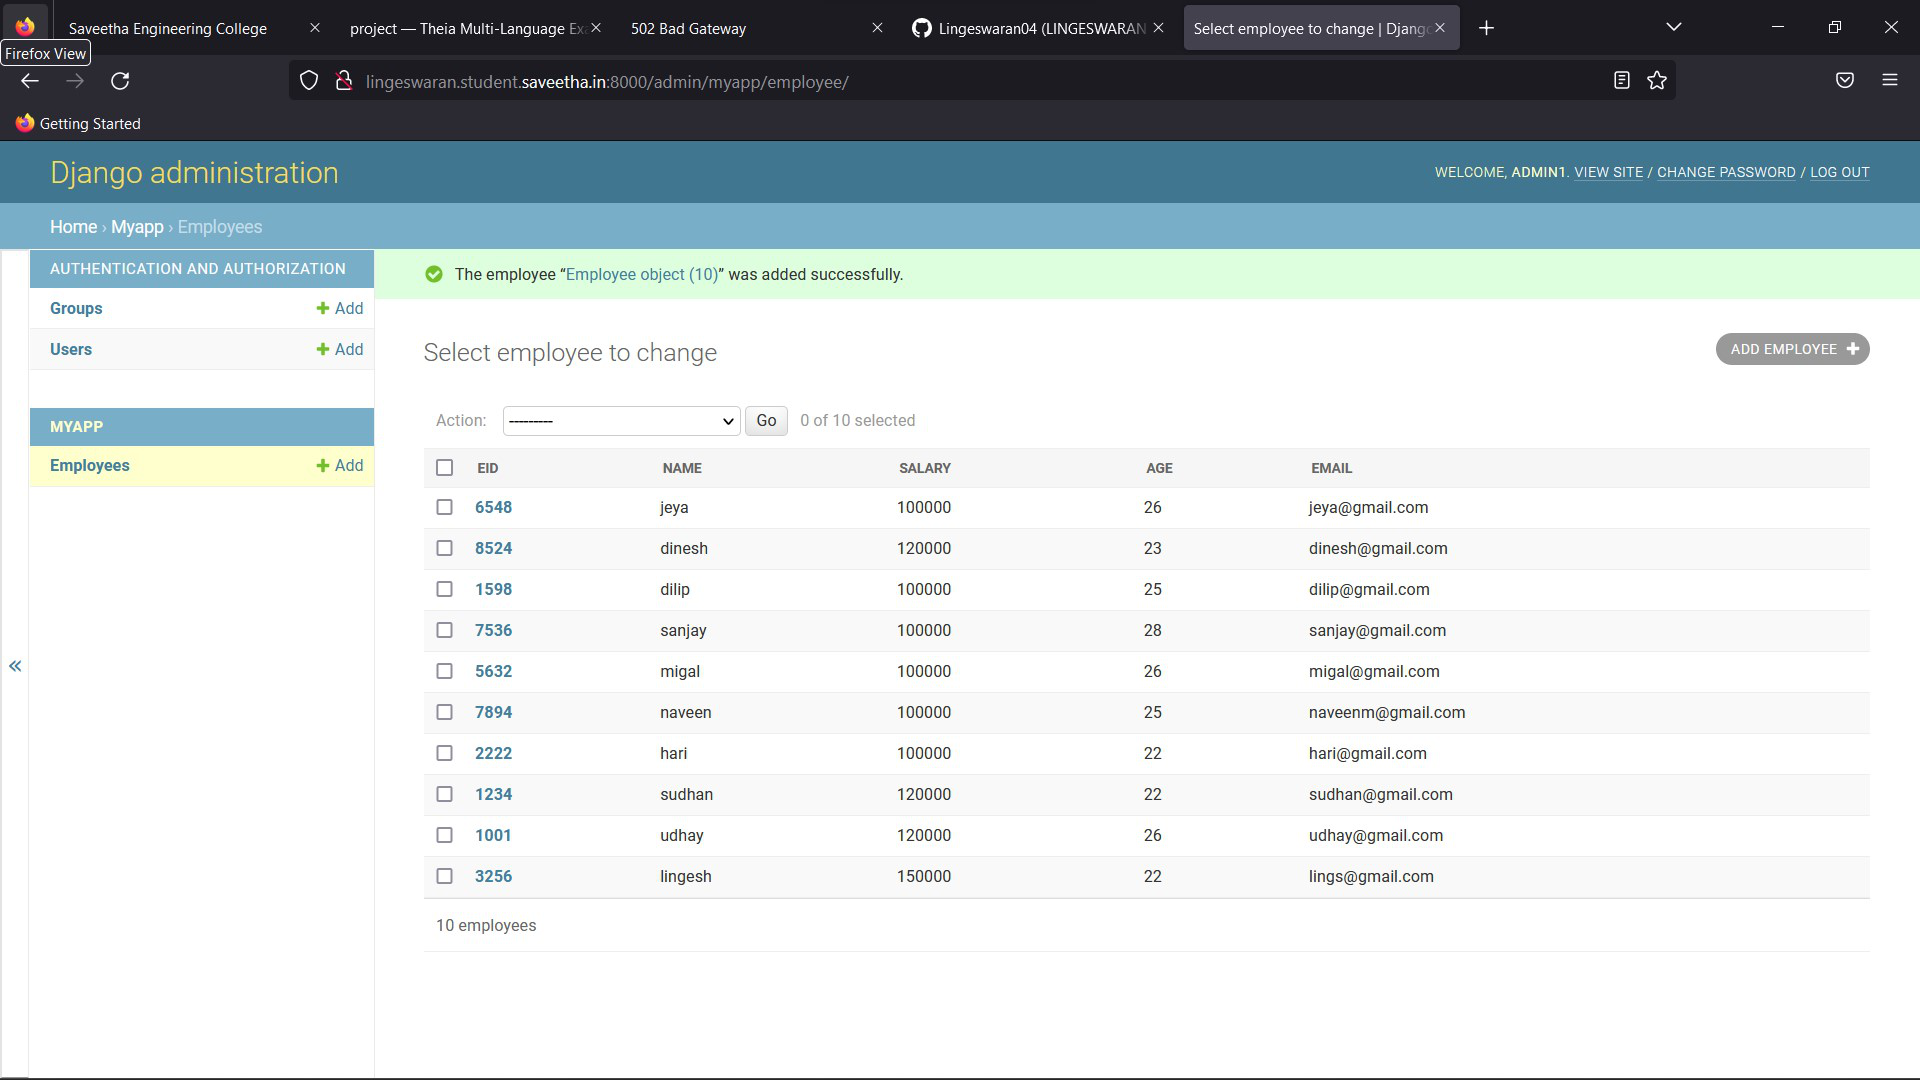 Saveetha Engineering College
project — Theia Multi-Language Ex
502 Bad Gateway
Lingeswaran04 (LINGESWARAN
Select employee to change | Djang
Firefox View
lingeswaran.student.saveetha.in:8000/admin/myapp/employee/
Getting Started
Django administration
WELCOME, ADMIN1. VIEW SITE / CHANGE PASSWORD / LOG OUT
Home › Myapp › Employees
AUTHENTICATION AND AUTHORIZATION
Groups + Add
Users + Add
MYAPP
Employees + Add
The employee “Employee object (10)” was added successfully.
Select employee to change
ADD EMPLOYEE +
Action: --------- Go 0 of 10 selected
EID NAME SALARY AGE EMAIL
6548 jeya 100000 26 jeya@gmail.com
8524 dinesh 120000 23 dinesh@gmail.com
1598 dilip 100000 25 dilip@gmail.com
7536 sanjay 100000 28 sanjay@gmail.com
5632 migal 100000 26 migal@gmail.com
7894 naveen 100000 25 naveenm@gmail.com
2222 hari 100000 22 hari@gmail.com
1234 sudhan 120000 22 sudhan@gmail.com
1001 udhay 120000 26 udhay@gmail.com
3256 lingesh 150000 22 lings@gmail.com
10 employees